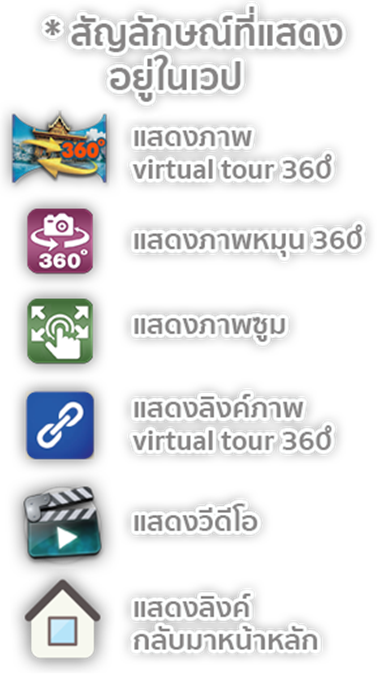 * สัญลักษณ์ที่แสดง
อยู่ในเวป
360°
แสดงภาพ
virtual tour 360º
360°
แสดงภาพหมุน 360º
แสดงภาพซูม
แสดงลิงค์ภาพ
virtual tour 360º
แสดงวีดีโอ
แสดงลิงค์
กลับมาหน้าหลัก